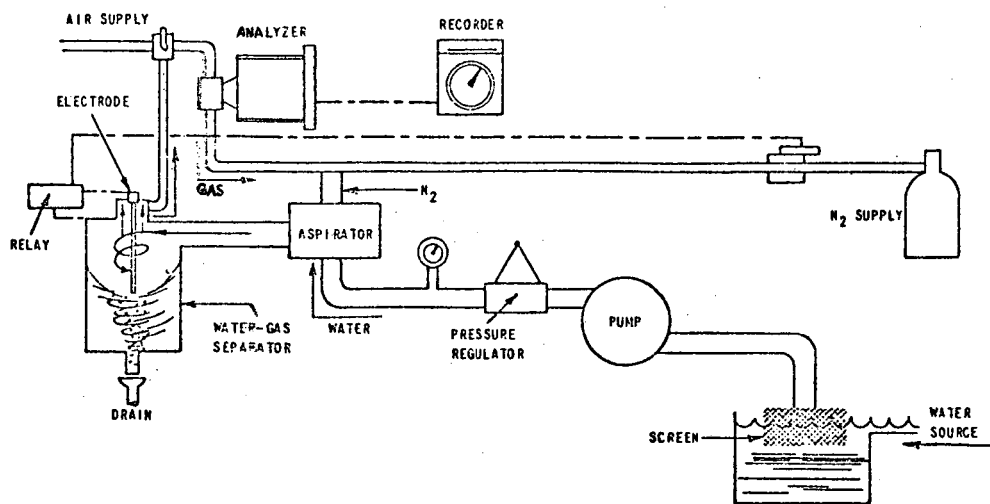 AIR SUPPLY
ANALYZER
RECORDER
ELECTRODE
GAS
N2
N2 SUPPLY
RELAY
ASPIRATOR
WATER-GAS
SEPARATOR
WATER
PRESSURE
REGULATOR
PUMP
DRAIN
SCREEN
WATER
SOURCE